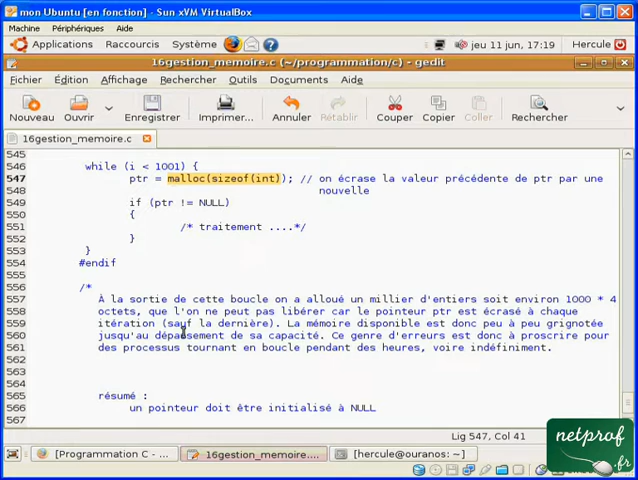 mon Ubuntu [en fonction] - Sun xVM VirtualBox
Machine Périphériques Aide
Applications Raccourcis Système ? jeu 11 jun, 17:19 Hercule
16gestion_memoire.c (~/programmation/c) - gedit
Fichier Édition Affichage Rechercher Outils Documents Aide
Nouveau Ouvrir Enregistrer Imprimer... Annuler Rétablir Couper Copier Rechercher
16gestion_memoire.c
545
546 while (i < 1001) {
547 ptr = malloc(sizeof(int)); // on écrase la valeur précédente de ptr par une
nouvelle
548
549 if (ptr != NULL)
550 {
551 /* traitement ....*/
552 }
553 }
554 #endif
555
556 /*
557 À la sortie de cette boucle on a alloué un millier d'entiers soit environ 1000 * 4
558 octets, que l'on ne peut pas libérer car le pointeur ptr est écrasé à chaque
559 itération (sauf la dernière). La mémoire disponible est donc peu à peu grignotée
560 jusqu'au dépassement de sa capacité. Ce genre d'erreurs est donc à proscrire pour
561 des processus tournant en boucle pendant des heures, voire indéfiniment.
562
563
564
565 résumé :
566 un pointeur doit être initialisé à NULL
567
Lig 547, Col 41
[Programmation C - ... 16gestion_memoire.... [hercule@ouranos: ~]
netprof
.fr